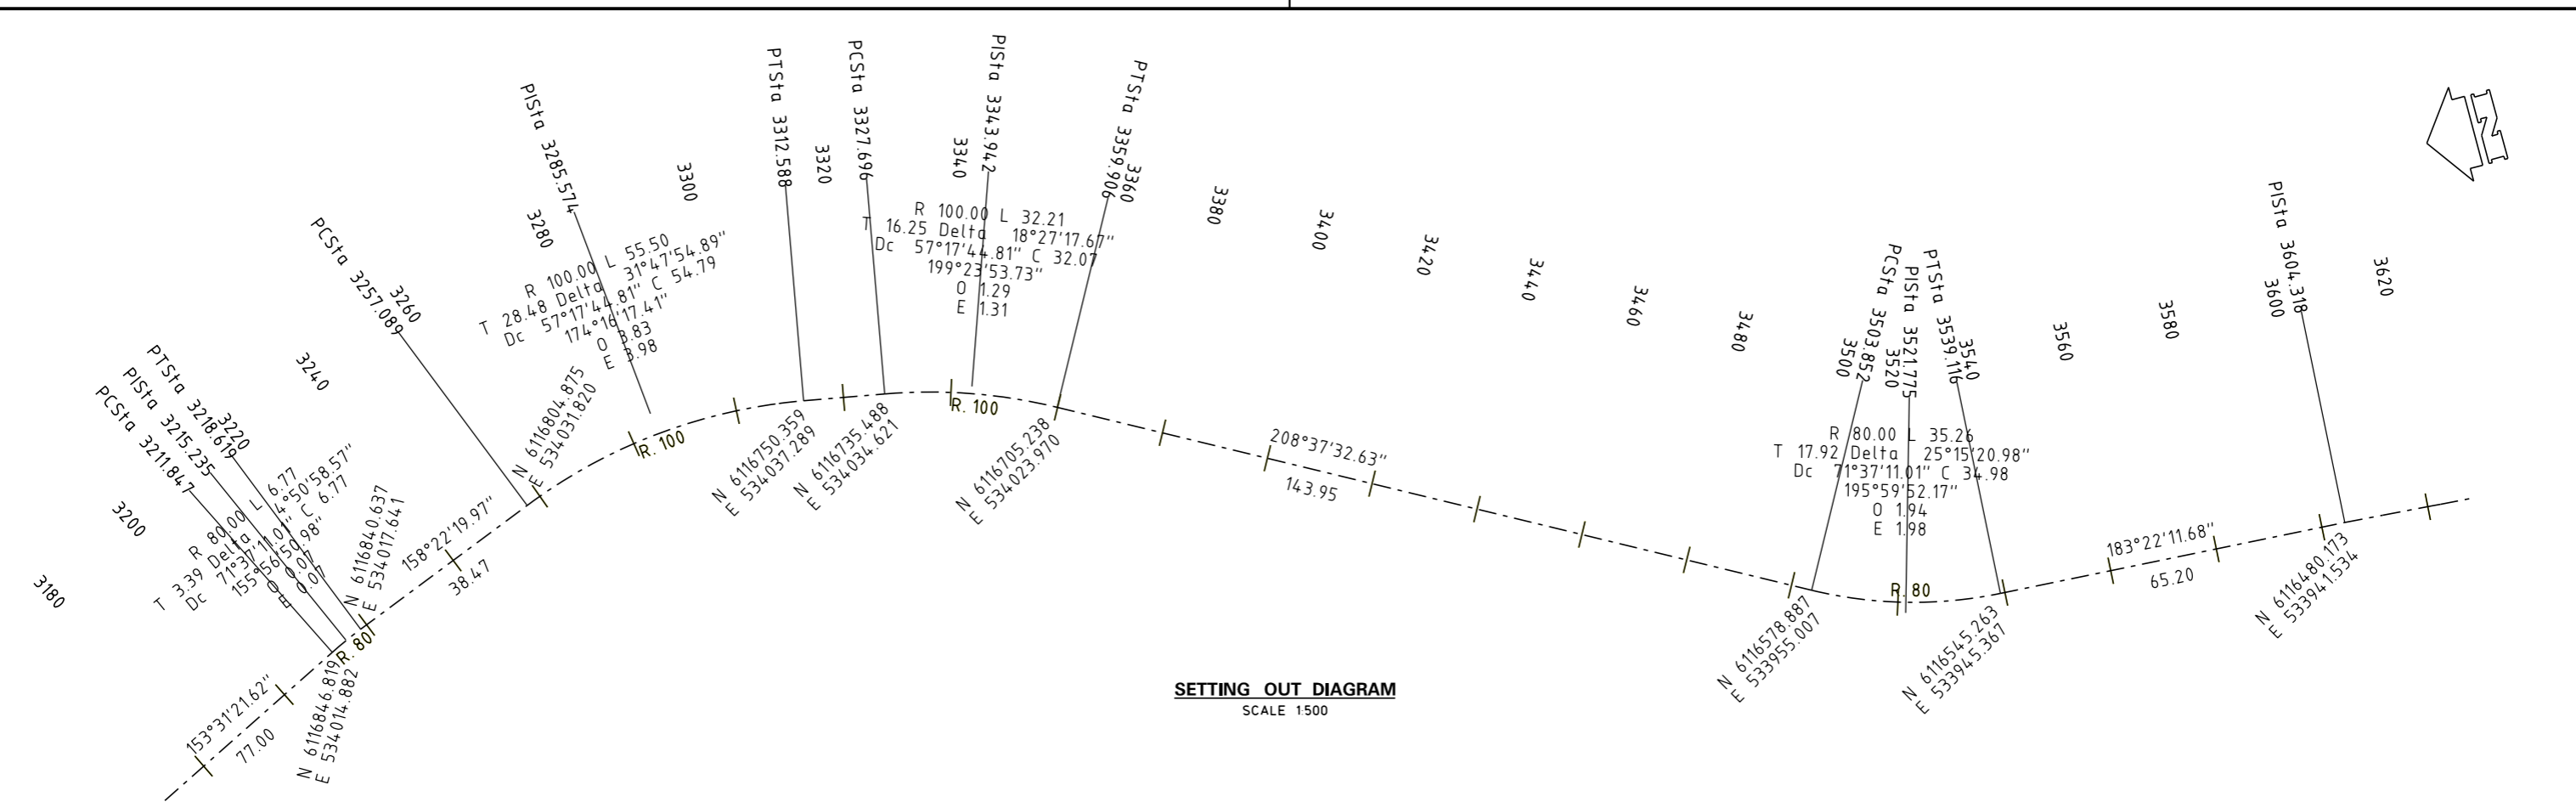 PCSta 3211.847
PISta 3215.235
PTSta 3218.619
3180
3200
3220
3240
3260
R 80.00 L 6.77
T 3.39 Delta 4°50'58.57"
Dc 71°37'11.01" C 6.77
155°56'50.98"
O 0.07
E 0.07
153°31'21.62"
77.00
N 6116846.819
E 534014.882
R. 80
N 6116840.637
E 534017.641
158°22'19.97"
38.47
PCSta 3257.089
PISta 3285.574
3280
3300
R 100.00 L 55.50
T 28.48 Delta 31°47'54.89"
Dc 57°17'44.81" C 54.79
174°16'17.41"
O 3.83
E 3.98
N 6116804.875
E 534031.820
R. 100
PTSta 3312.588
3320
PCSta 3327.696
3340
PISta 3343.942
PTSta 3359.906
3360
R 100.00 L 32.21
T 16.25 Delta 18°27'17.67"
Dc 57°17'44.81" C 32.07
199°23'53.73"
O 1.29
E 1.31
R. 100
N 6116750.359
E 534037.289
N 6116735.488
E 534034.621
N 6116705.238
E 534023.970
3380
3400
3420
3440
3460
3480
208°37'32.63"
143.95
3500
PCSta 3503.852
3520
PISta 3521.775
PTSta 3539.116
3540
R 80.00 L 35.26
T 17.92 Delta 25°15'20.98"
Dc 71°37'11.01" C 34.98
195°59'52.17"
O 1.94
E 1.98
R. 80
N 6116578.887
E 533955.007
N 6116545.263
E 533945.367
3560
3580
3600
PISta 3604.318
3620
183°22'11.68"
65.20
N 6116480.173
E 533941.534
N
SETTING OUT DIAGRAM
SCALE 1:500